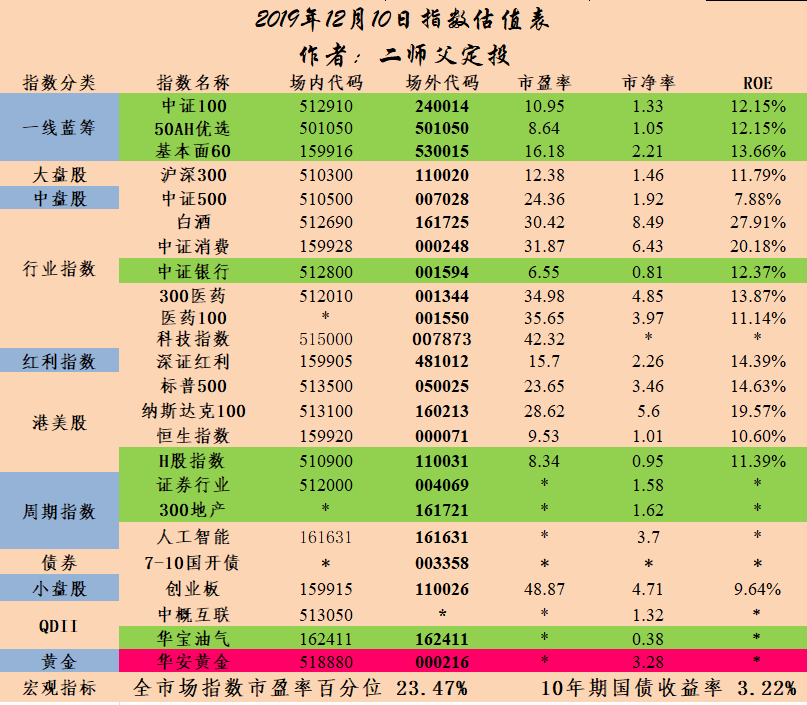 2019年12月10日指数估值表
作者：二师父定投
指数分类 指数名称 场内代码 场外代码 市盈率 市净率 ROE
一线蓝筹 中证100 512910 240014 10.95 1.33 12.15%
50AH优选 501050 501050 8.64 1.05 12.15%
基本面60 159916 530015 16.18 2.21 13.66%
大盘股 沪深300 510300 110020 12.38 1.46 11.79%
中盘股 中证500 510500 007028 24.36 1.92 7.88%
行业指数 白酒 512690 161725 30.42 8.49 27.91%
中证消费 159928 000248 31.87 6.43 20.18%
中证银行 512800 001594 6.55 0.81 12.37%
300医药 512010 001344 34.98 4.85 13.87%
医药100 * 001550 35.65 3.97 11.14%
科技指数 515000 007873 42.32 * *
红利指数 深证红利 159905 481012 15.7 2.26 14.39%
港美股 标普500 513500 050025 23.65 3.46 14.63%
纳斯达克100 513100 160213 28.62 5.6 19.57%
恒生指数 159920 000071 9.53 1.01 10.60%
H股指数 510900 110031 8.34 0.95 11.39%
周期指数 证券行业 512000 004069 * 1.58 *
300地产 * 161721 * 1.62 *
人工智能 161631 161631 * 3.7 *
债券 7-10国开债 * 003358 * * *
小盘股 创业板 159915 110026 48.87 4.71 9.64%
QDII 中概互联 513050 * * 1.32 *
华宝油气 162411 162411 * 0.38 *
黄金 华安黄金 518880 000216 * 3.28 *
宏观指标 全市场指数市盈率百分位 23.47% 10年期国债收益率 3.22%